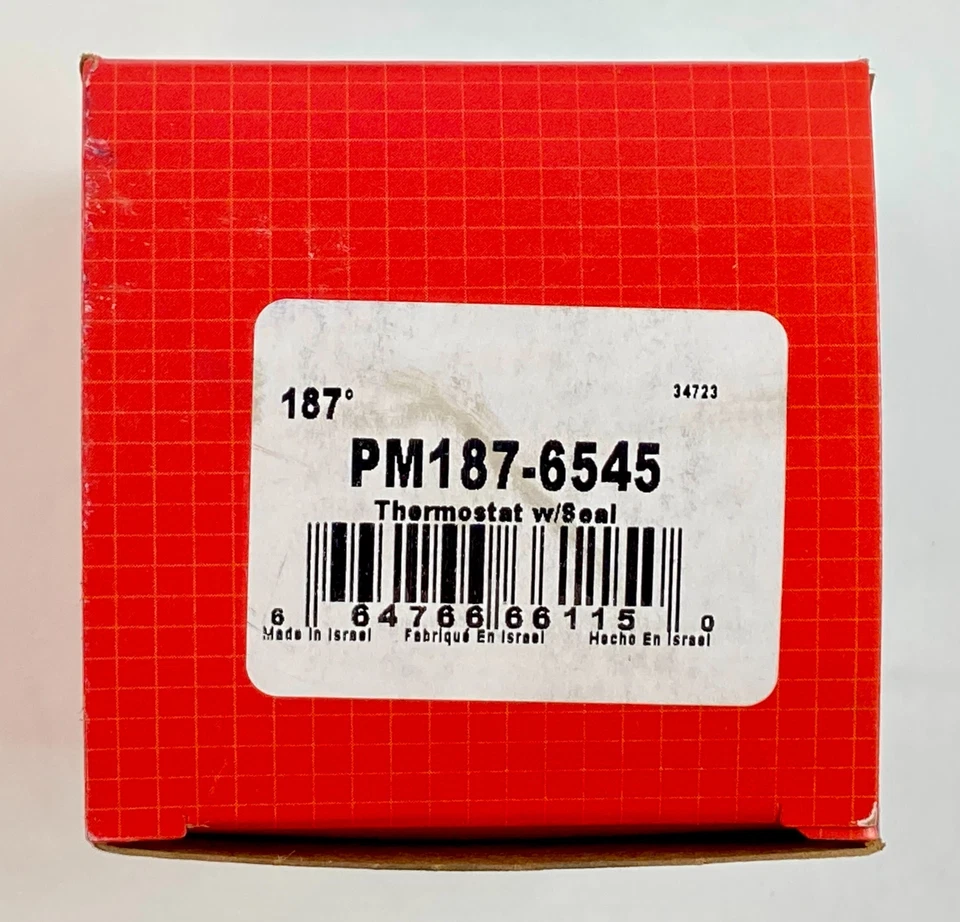 187° 34723
PM187-6545
Thermostat w/Seal
6 64766 66115 0
Made In Israel Fabriqué En Israel Hecho En Israel